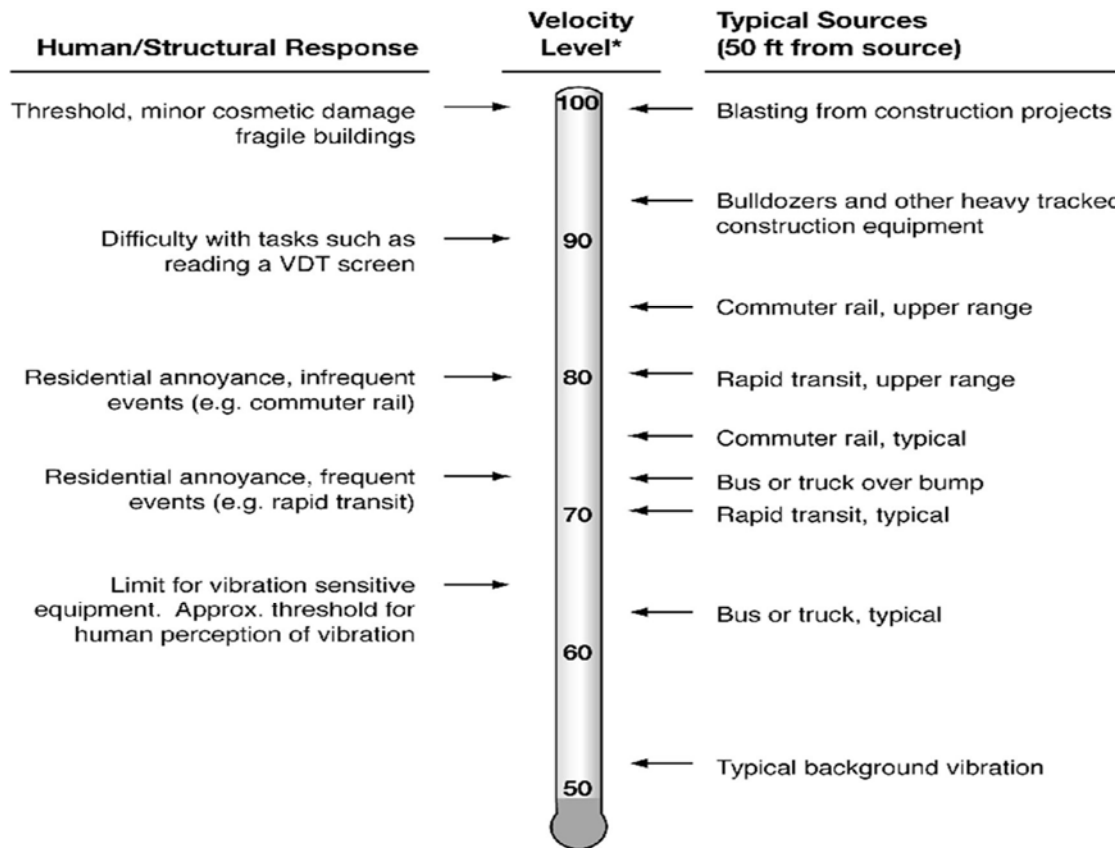 Human/Structural Response
Velocity
Level*
Typical Sources
(50 ft from source)
Threshold, minor cosmetic damage
fragile buildings
100
Blasting from construction projects
Bulldozers and other heavy tracked
construction equipment
Difficulty with tasks such as
reading a VDT screen
90
Commuter rail, upper range
Residential annoyance, infrequent
events (e.g. commuter rail)
80
Rapid transit, upper range
Commuter rail, typical
Residential annoyance, frequent
events (e.g. rapid transit)
Bus or truck over bump
70
Rapid transit, typical
Limit for vibration sensitive
equipment. Approx. threshold for
human perception of vibration
Bus or truck, typical
60
Typical background vibration
50